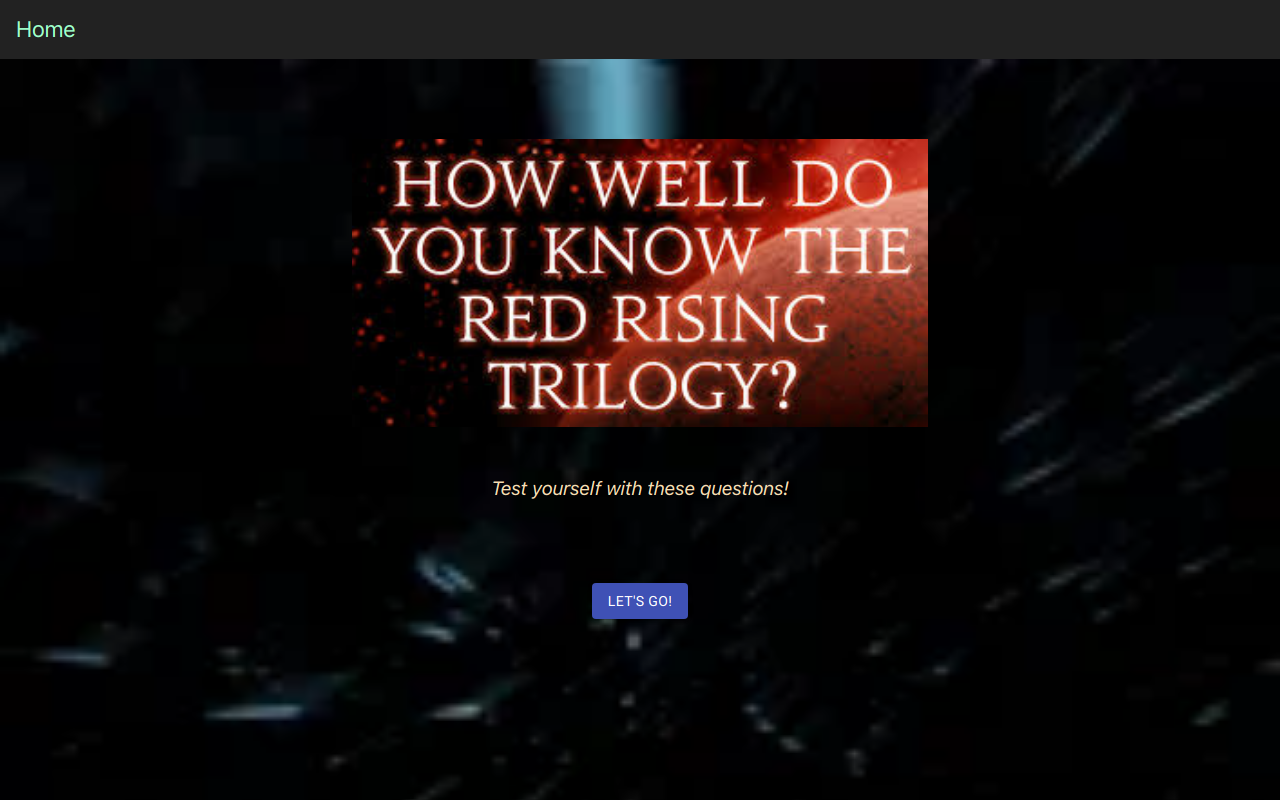 Home
HOW WELL DO
YOU KNOW THE
RED RISING
TRILOGY?
Test yourself with these questions!
LET'S GO!